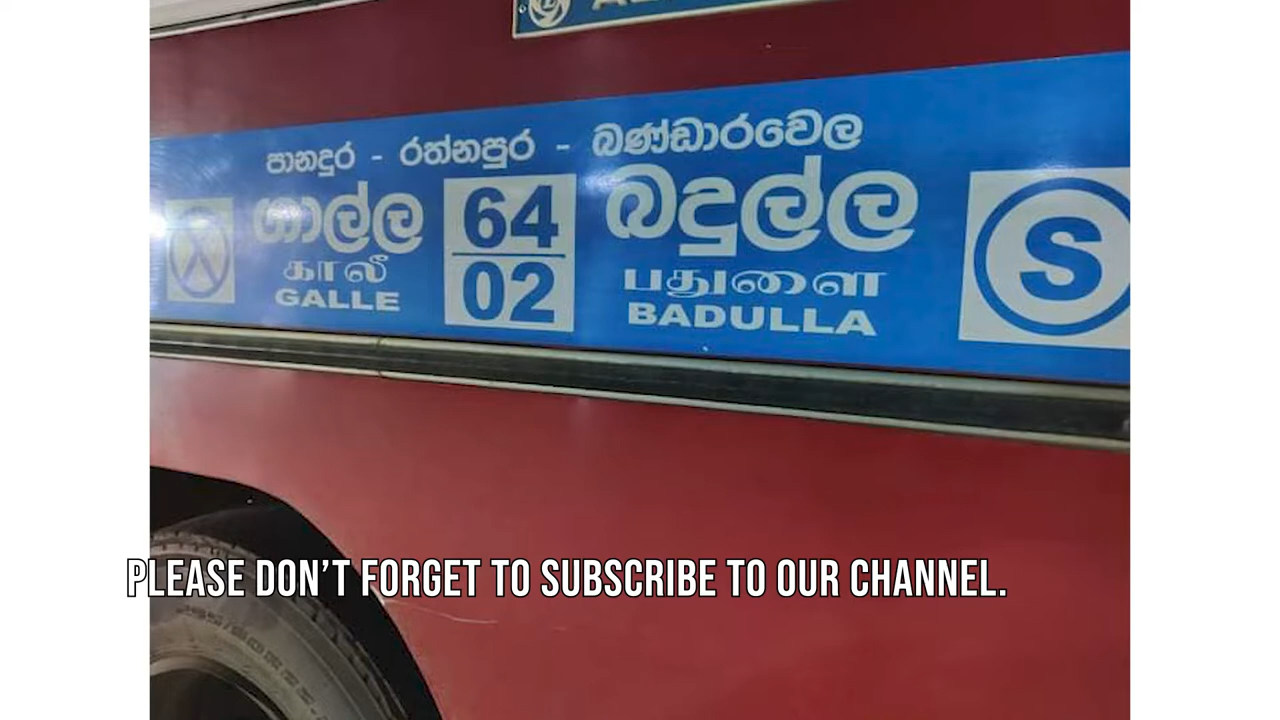 පානදුර - රත්නපුර - බණ්ඩාරවෙල
ගාල්ල 64 බදුල්ල
காலீ 02 பதுளை
GALLE BADULLA
S
PLEASE DON'T FORGET TO SUBSCRIBE TO OUR CHANNEL.